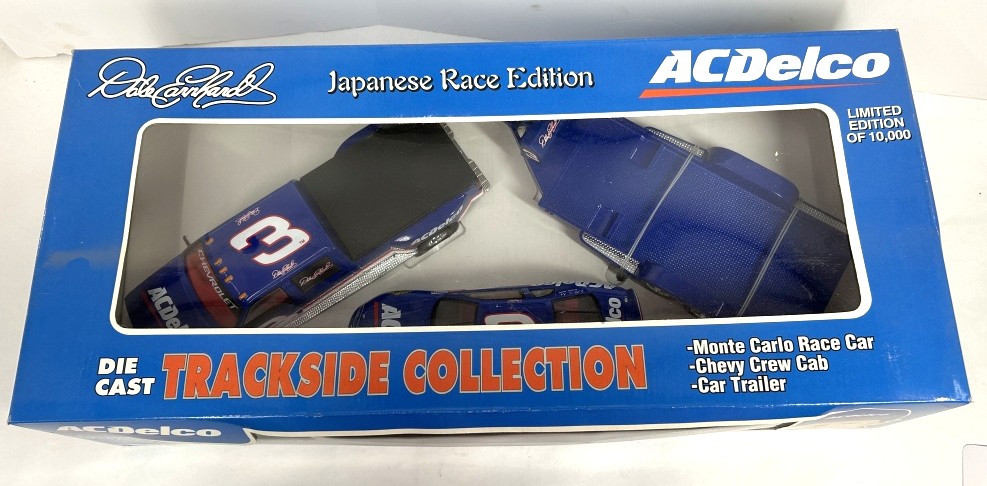 Dale Earnhardt
Japanese Race Edition
ACDelco
LIMITED
EDITION
OF 10,000
3
CHEVROLET
ACDelco
ACDelco
DIE
CAST
TRACKSIDE COLLECTION
-Monte Carlo Race Car
-Chevy Crew Cab
-Car Trailer
ACDelco